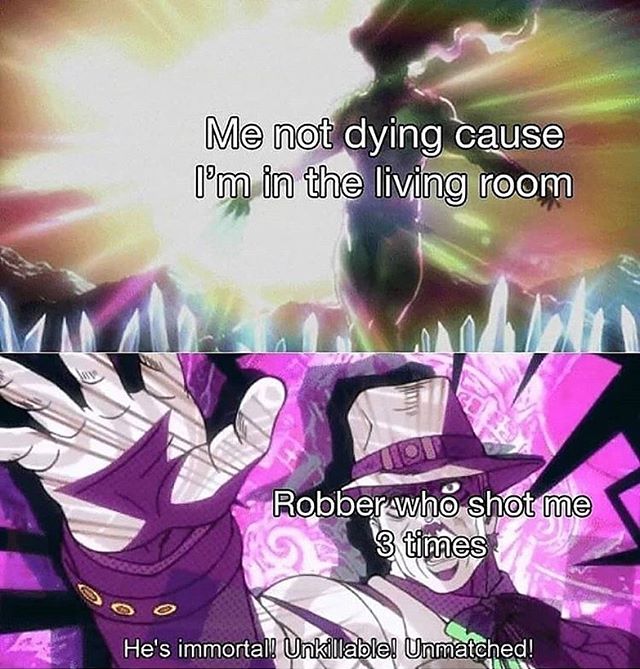 Me not dying cause
I'm in the living room
Robber who shot me
3 times
He's immortal! Unkillable! Unmatched!